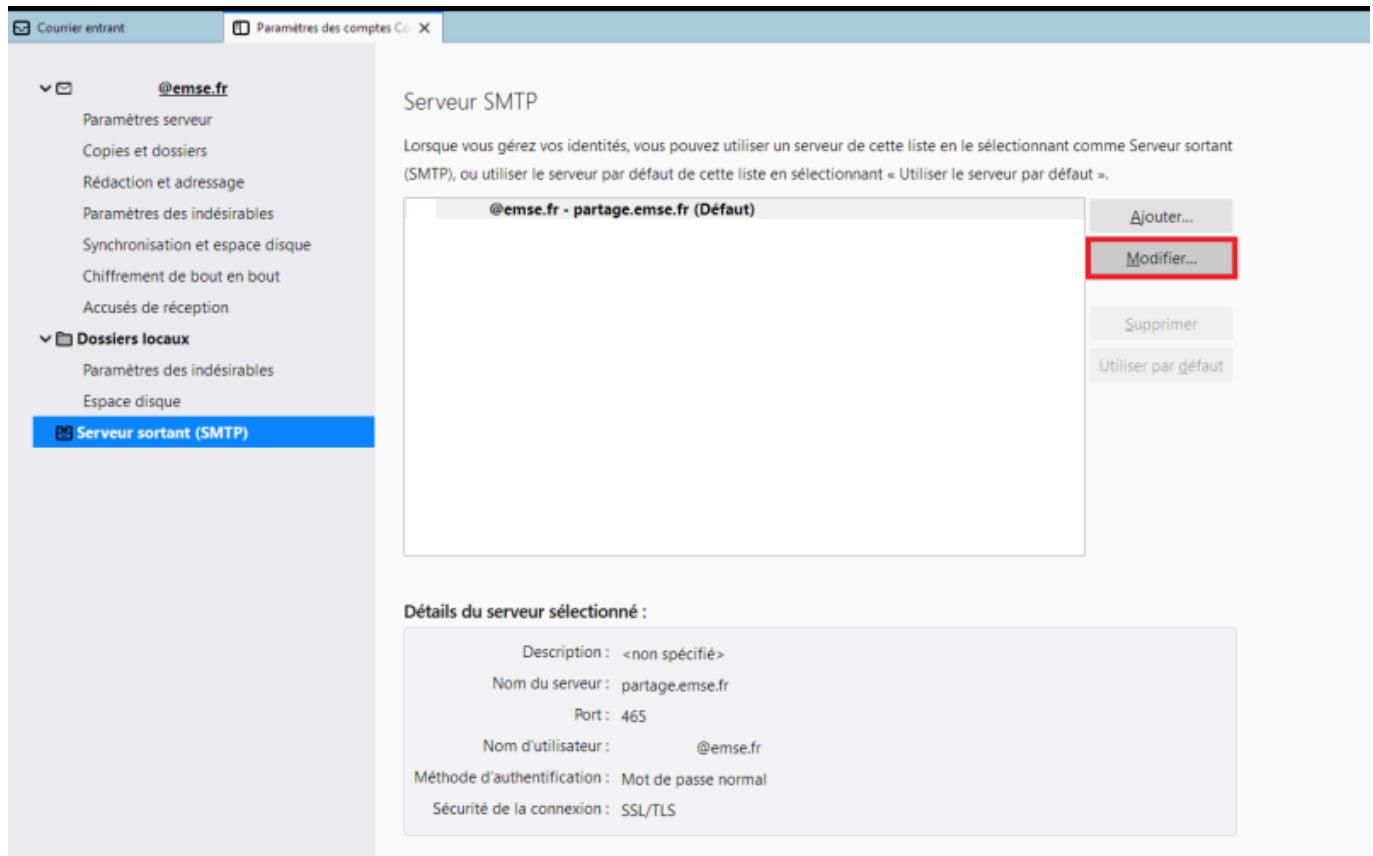 Courrier entrant
Paramètres des comptes Co
@emse.fr
Paramètres serveur
Copies et dossiers
Rédaction et adressage
Paramètres des indésirables
Synchronisation et espace disque
Chiffrement de bout en bout
Accusés de réception
Dossiers locaux
Paramètres des indésirables
Espace disque
Serveur sortant (SMTP)
Serveur SMTP
Lorsque vous gérez vos identités, vous pouvez utiliser un serveur de cette liste en le sélectionnant comme Serveur sortant
(SMTP), ou utiliser le serveur par défaut de cette liste en sélectionnant « Utiliser le serveur par défaut ».
@emse.fr - partage.emse.fr (Défaut)
Ajouter...
Modifier...
Supprimer
Utiliser par défaut
Détails du serveur sélectionné :
Description : <non spécifié>
Nom du serveur : partage.emse.fr
Port : 465
Nom d'utilisateur : @emse.fr
Méthode d'authentification : Mot de passe normal
Sécurité de la connexion : SSL/TLS